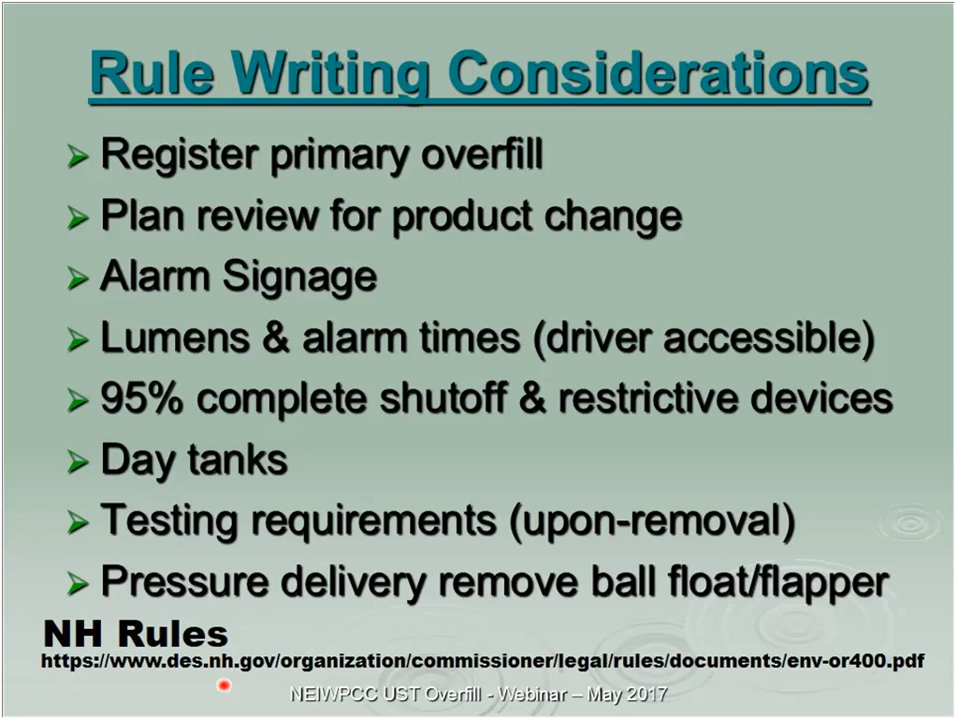 Rule Writing Considerations
Register primary overfill
Plan review for product change
Alarm Signage
Lumens & alarm times (driver accessible)
95% complete shutoff & restrictive devices
Day tanks
Testing requirements (upon-removal)
Pressure delivery remove ball float/flapper
NH Rules
https://www.des.nh.gov/organization/commissioner/legal/rules/documents/env-or400.pdf
NEIWPCC UST Overfill - Webinar – May 2017